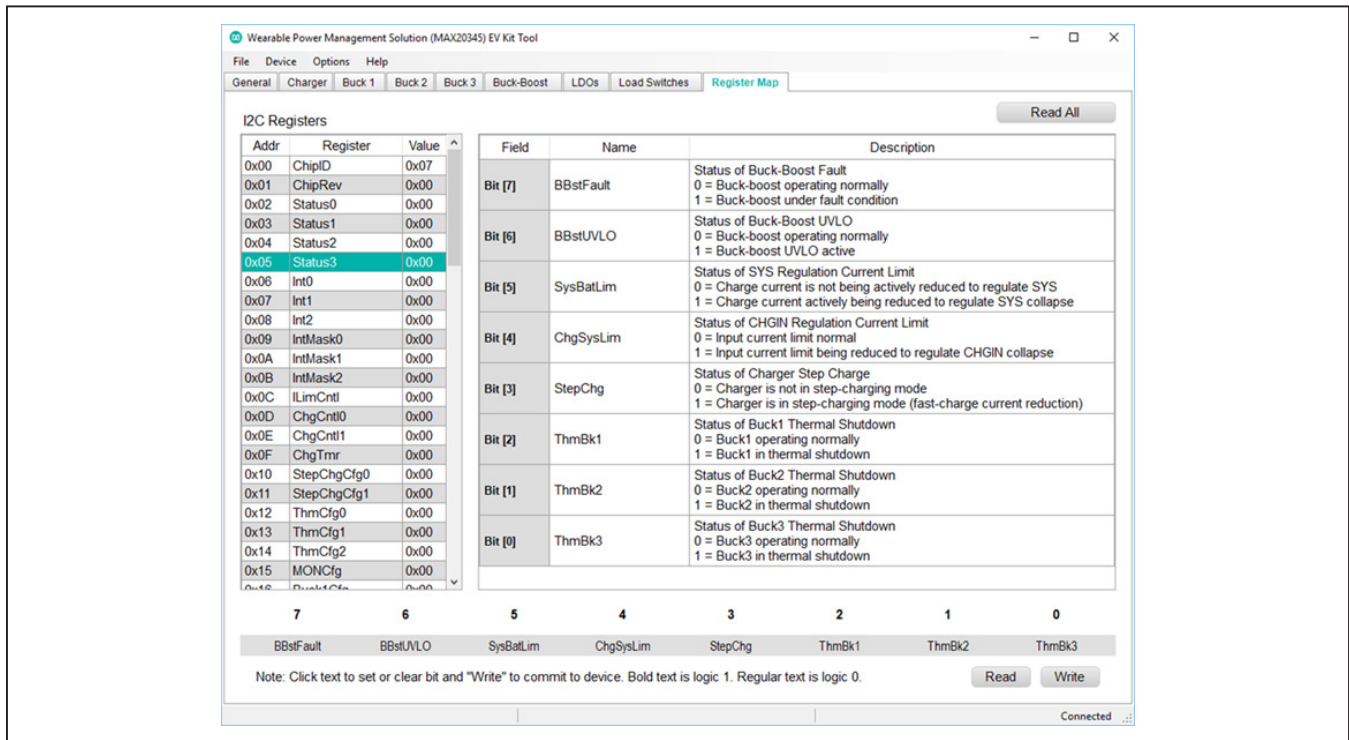 Wearable Power Management Solution (MAX20345) EV Kit Tool
File Device Options Help
General Charger Buck 1 Buck 2 Buck 3 Buck-Boost LDOs Load Switches Register Map
Read All
I2C Registers
Addr Register Value
0x00 ChipID 0x07
0x01 ChipRev 0x00
0x02 Status0 0x00
0x03 Status1 0x00
0x04 Status2 0x00
0x05 Status3 0x00
0x06 Int0 0x00
0x07 Int1 0x00
0x08 Int2 0x00
0x09 IntMask0 0x00
0x0A IntMask1 0x00
0x0B IntMask2 0x00
0x0C ILimCntl 0x00
0x0D ChgCntl0 0x00
0x0E ChgCntl1 0x00
0x0F ChgTmr 0x00
0x10 StepChgCfg0 0x00
0x11 StepChgCfg1 0x00
0x12 ThmCfg0 0x00
0x13 ThmCfg1 0x00
0x14 ThmCfg2 0x00
0x15 MONCfg 0x00
Field Name Description
Bit [7] BBstFault
Status of Buck-Boost Fault
0 = Buck-boost operating normally
1 = Buck-boost under fault condition
Bit [6] BBstUVLO
Status of Buck-Boost UVLO
0 = Buck-boost operating normally
1 = Buck-boost UVLO active
Bit [5] SysBatLim
Status of SYS Regulation Current Limit
0 = Charge current is not being actively reduced to regulate SYS
1 = Charge current actively being reduced to regulate SYS collapse
Bit [4] ChgSysLim
Status of CHGIN Regulation Current Limit
0 = Input current limit normal
1 = Input current limit being reduced to regulate CHGIN collapse
Bit [3] StepChg
Status of Charger Step Charge
0 = Charger is not in step-charging mode
1 = Charger is in step-charging mode (fast-charge current reduction)
Bit [2] ThmBk1
Status of Buck1 Thermal Shutdown
0 = Buck1 operating normally
1 = Buck1 in thermal shutdown
Bit [1] ThmBk2
Status of Buck2 Thermal Shutdown
0 = Buck2 operating normally
1 = Buck2 in thermal shutdown
Bit [0] ThmBk3
Status of Buck3 Thermal Shutdown
0 = Buck3 operating normally
1 = Buck3 in thermal shutdown
7 6 5 4 3 2 1 0
BBstFault BBstUVLO SysBatLim ChgSysLim StepChg ThmBk1 ThmBk2 ThmBk3
Note: Click text to set or clear bit and "Write" to commit to device. Bold text is logic 1. Regular text is logic 0.
Read Write
Connected